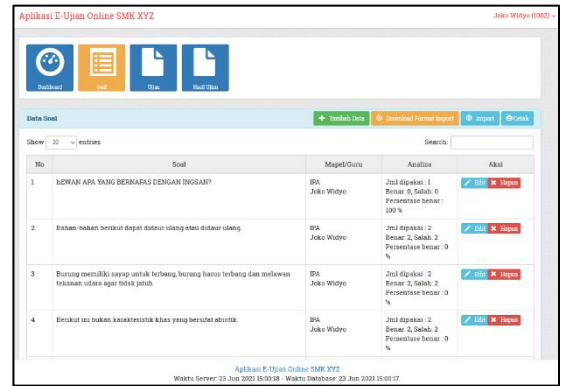 Aplikasi E-Ujian Online SMK XYZ
Joko Widyo (1002)
Dashboard Soal Ujian Hasil Ujian
Data Soal
Tambah Data Download Format Import Import Cetak
Show 10 entries Search:
No Soal Mapel/Guru Analisa Aksi
1 hEWAN APA YANG BERNAFAS DENGAN INGSAN? IPA Jml dipakai : 1 Edit Hapus
Joko Widyo Benar: 0, Salah: 0
Persentase benar :
100 %
2 Bahan-bahan berikut dapat didaur ulang atau didaur ulang. IPA Jml dipakai : 2 Edit Hapus
Joko Widyo Benar: 2, Salah: 2
Persentase benar : 0
%
3 Burung memiliki sayap untuk terbang, burung harus terbang dan melawan IPA Jml dipakai : 2 Edit Hapus
tekanan udara agar tidak jatuh. Joko Widyo Benar: 2, Salah: 2
Persentase benar : 0
%
4 Berikut ini bukan karakteristik khas yang bersifat abiotik. IPA Jml dipakai : 2 Edit Hapus
Joko Widyo Benar: 2, Salah: 2
Persentase benar : 0
%
Aplikasi E-Ujian Online SMK XYZ
Waktu Server: 23 Jun 2021 15:00:18 - Waktu Database: 23 Jun 2021 15:00:17